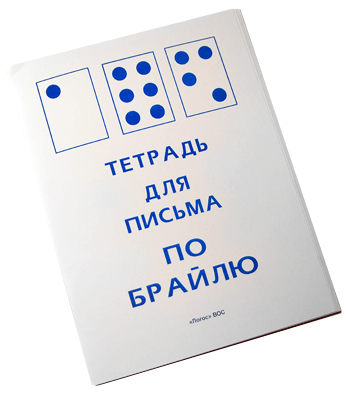 ТЕТРАДЬ
ДЛЯ
ПИСЬМА
ПО
БРАЙЛЮ
«Логос» ВОС